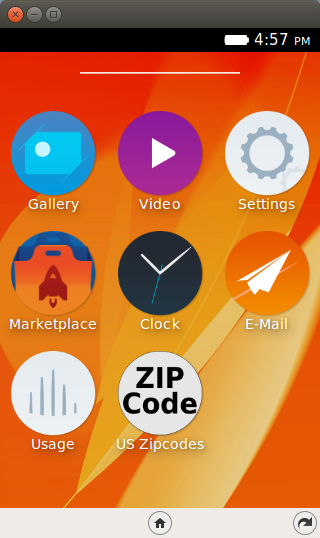 4:57 PM
Gallery
Video
Settings
Marketplace
Clock
E-Mail
ZIP
Code
Usage
US Zipcodes